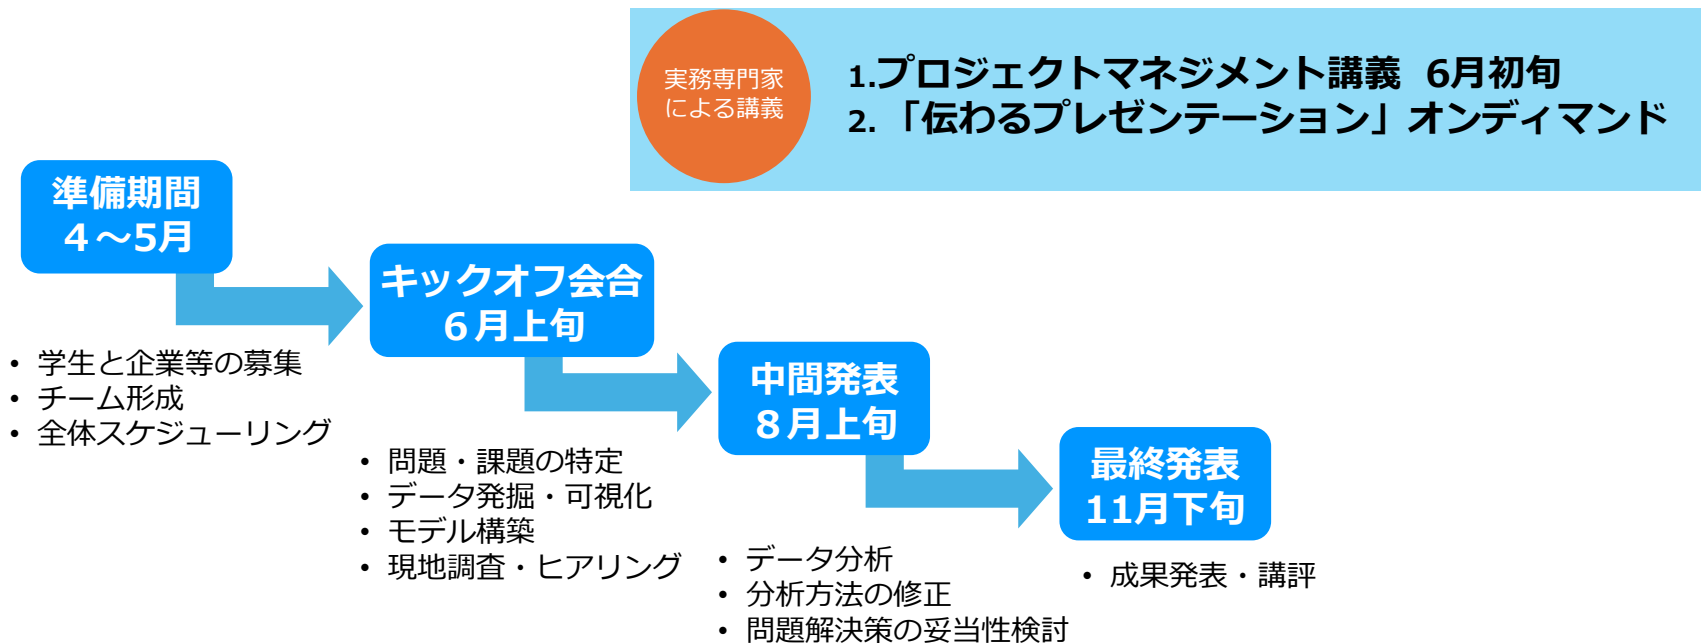 実務専門家
による講義
1.プロジェクトマネジメント講義 6月初旬
2. 「伝わるプレゼンテーション」オンディマンド
準備期間
４～5月
• 学生と企業等の募集
• チーム形成
• 全体スケジューリング
キックオフ会合
６月上旬
• 問題・課題の特定
• データ発掘・可視化
• モデル構築
• 現地調査・ヒアリング
中間発表
８月上旬
• データ分析
• 分析方法の修正
• 問題解決策の妥当性検討
最終発表
11月下旬
• 成果発表・講評